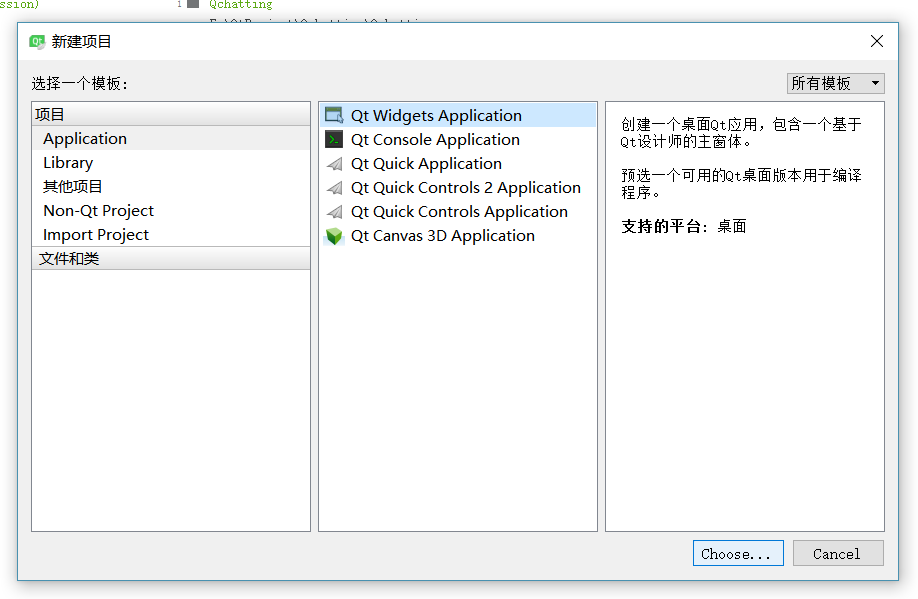 ssion)
1 Qchatting
新建项目
选择一个模板:
所有模板
项目
Application
Library
其他项目
Non-Qt Project
Import Project
文件和类
Qt Widgets Application
Qt Console Application
Qt Quick Application
Qt Quick Controls 2 Application
Qt Quick Controls Application
Qt Canvas 3D Application
创建一个桌面Qt应用，包含一个基于
Qt设计师的主窗体。
预选一个可用的Qt桌面版本用于编译
程序。
支持的平台: 桌面
Choose...
Cancel